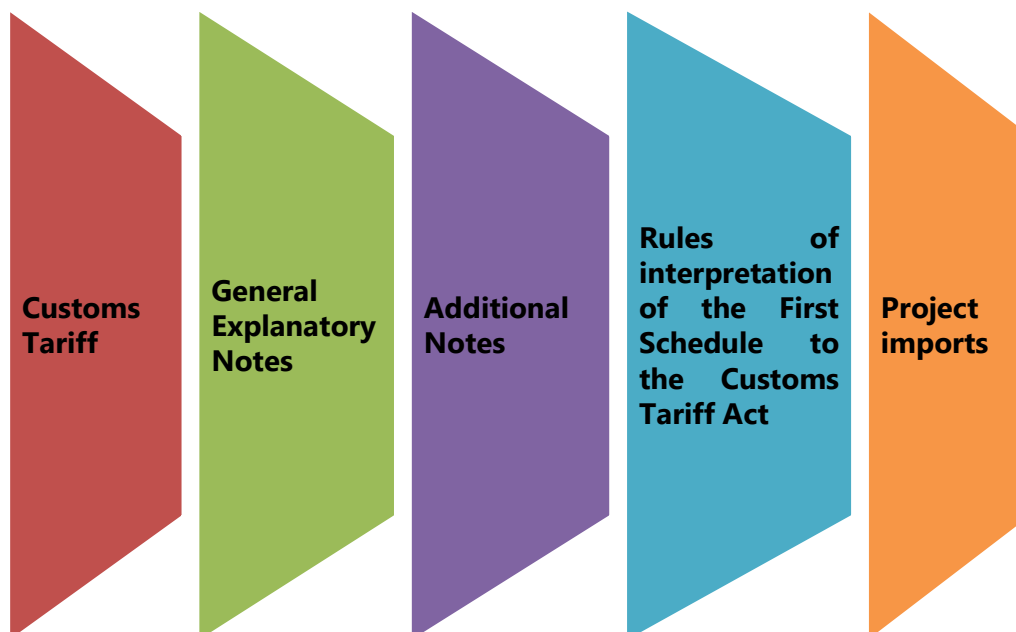 Customs
Tariff
General
Explanatory
Notes
Additional
Notes
Rules of
interpretation
of the First
Schedule to
the Customs
Tariff Act
Project
imports